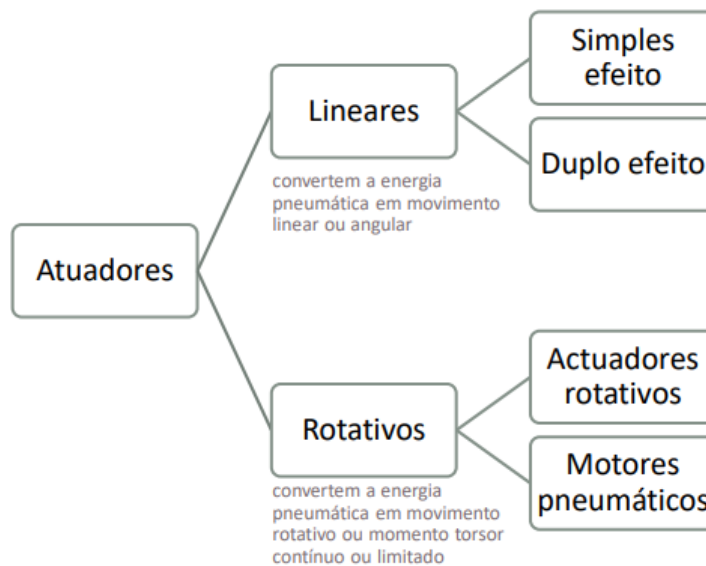 Simples
efeito
Lineares
Duplo efeito
convertem a energia
pneumática em movimento
linear ou angular
Atuadores
Actuadores
rotativos
Rotativos
Motores
pneumáticos
convertem a energia
pneumática em movimento
rotativo ou momento torsor
contínuo ou limitado